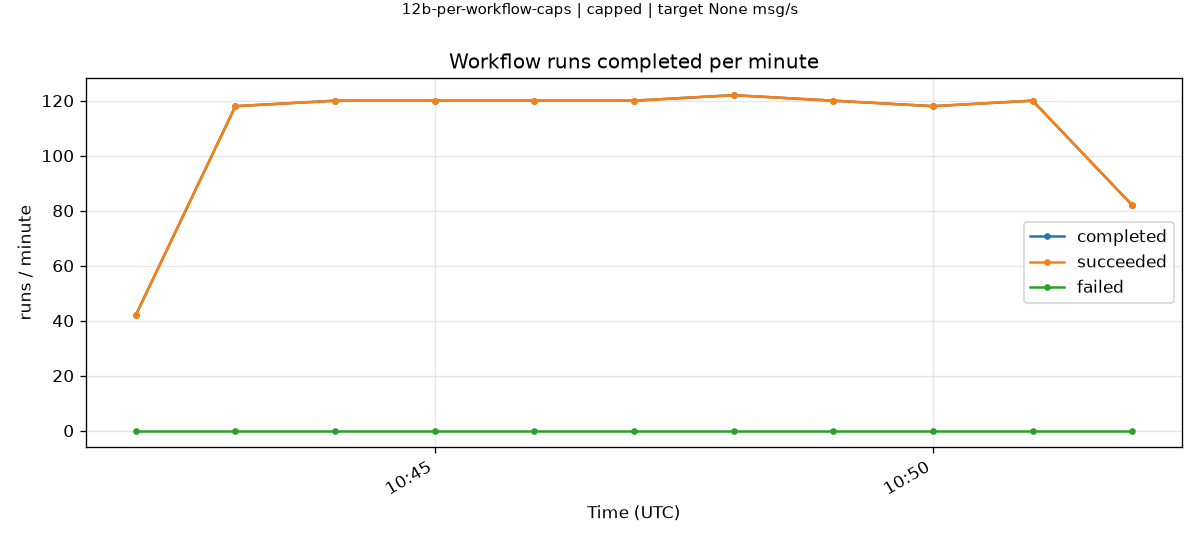 12b-per-workflow-caps | capped | target None msg/s
Workflow runs completed per minute
120
100
80
60
40
20
0
runs / minute
completed
succeeded
failed
10:45
10:50
Time (UTC)